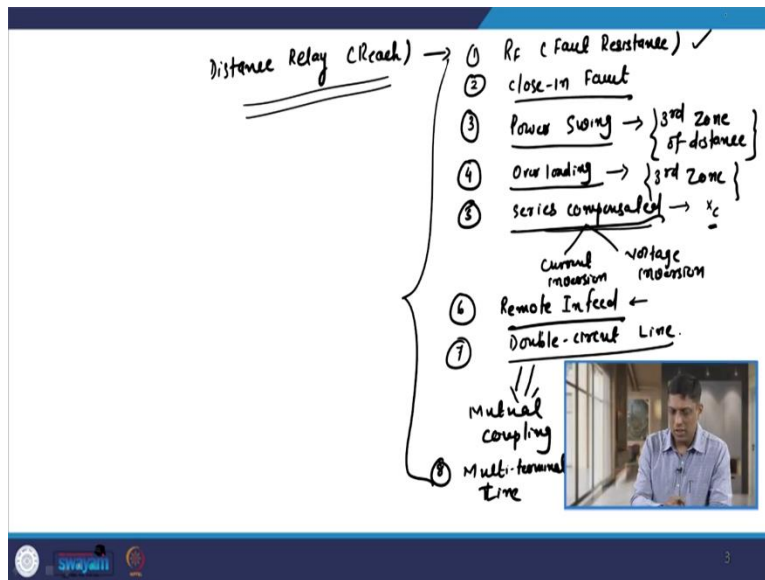 Distance Relay (Reach) → ① RF (Fault Resistance) ✓
② Close-in Fault
③ Power Swing → {3rd Zone
of distance}
④ Over loading → {3rd Zone}
⑤ Series compensated → xc
Current
inversion
voltage
inversion
⑥ Remote Infeed ←
⑦ Double-circut Line.
Mutual
coupling
⑧ Multi-terminal
Line
swayam
3